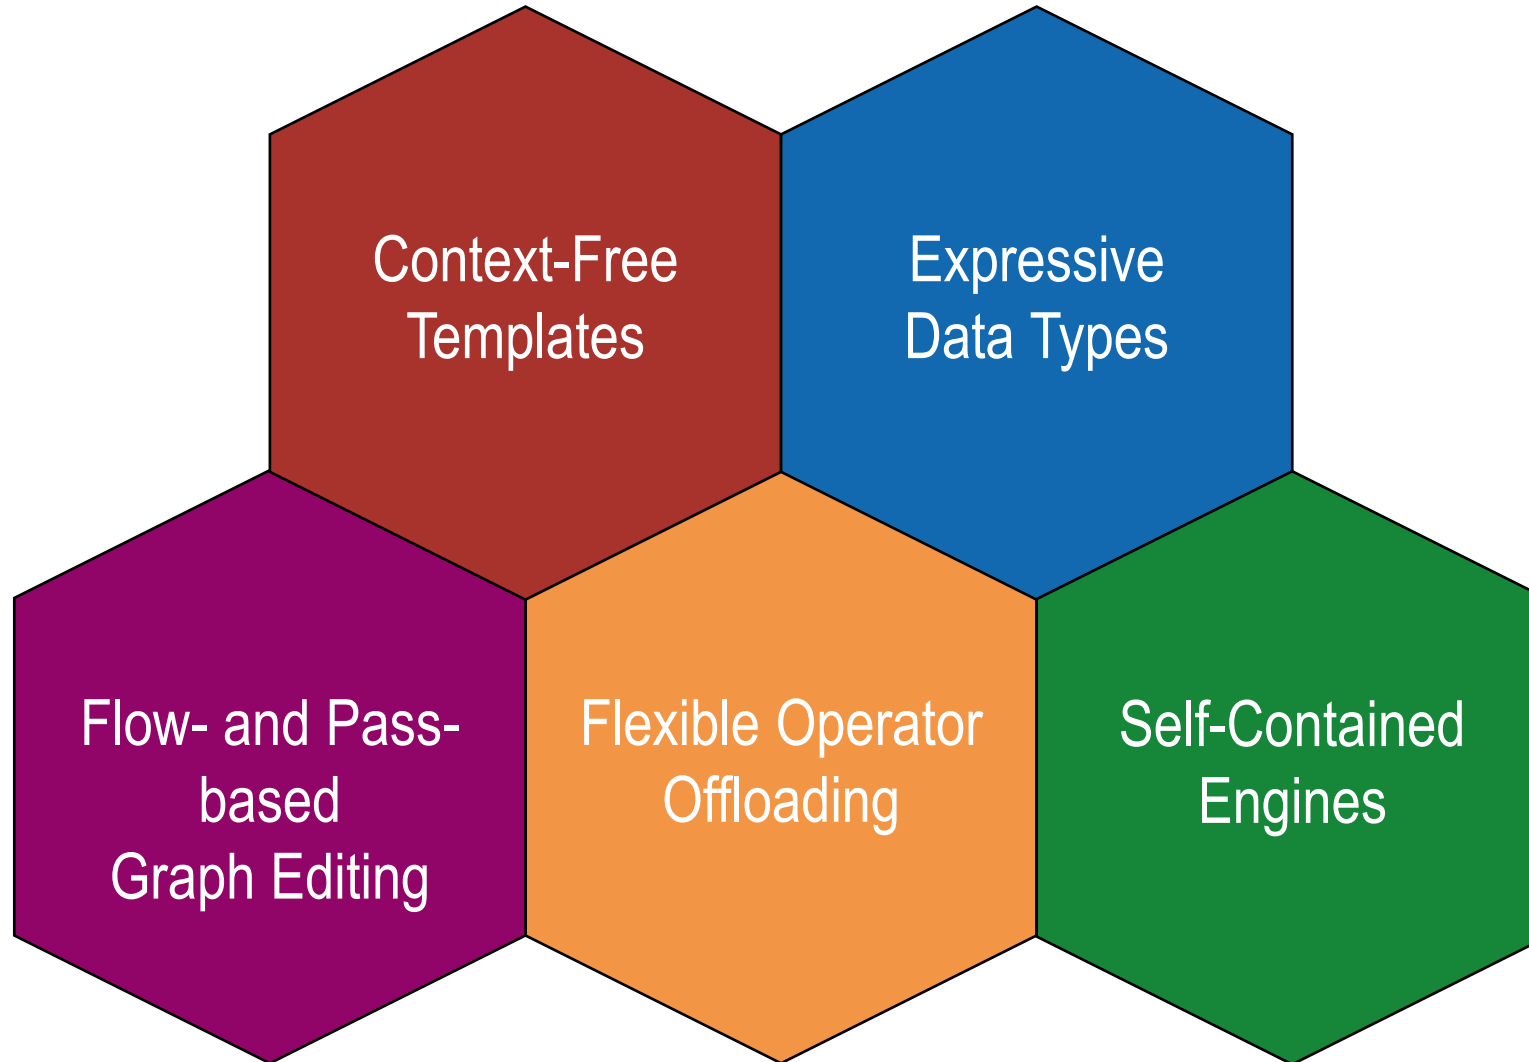 Context-Free
Templates
Expressive
Data Types
Flow- and Pass-
based
Graph Editing
Flexible Operator
Offloading
Self-Contained
Engines